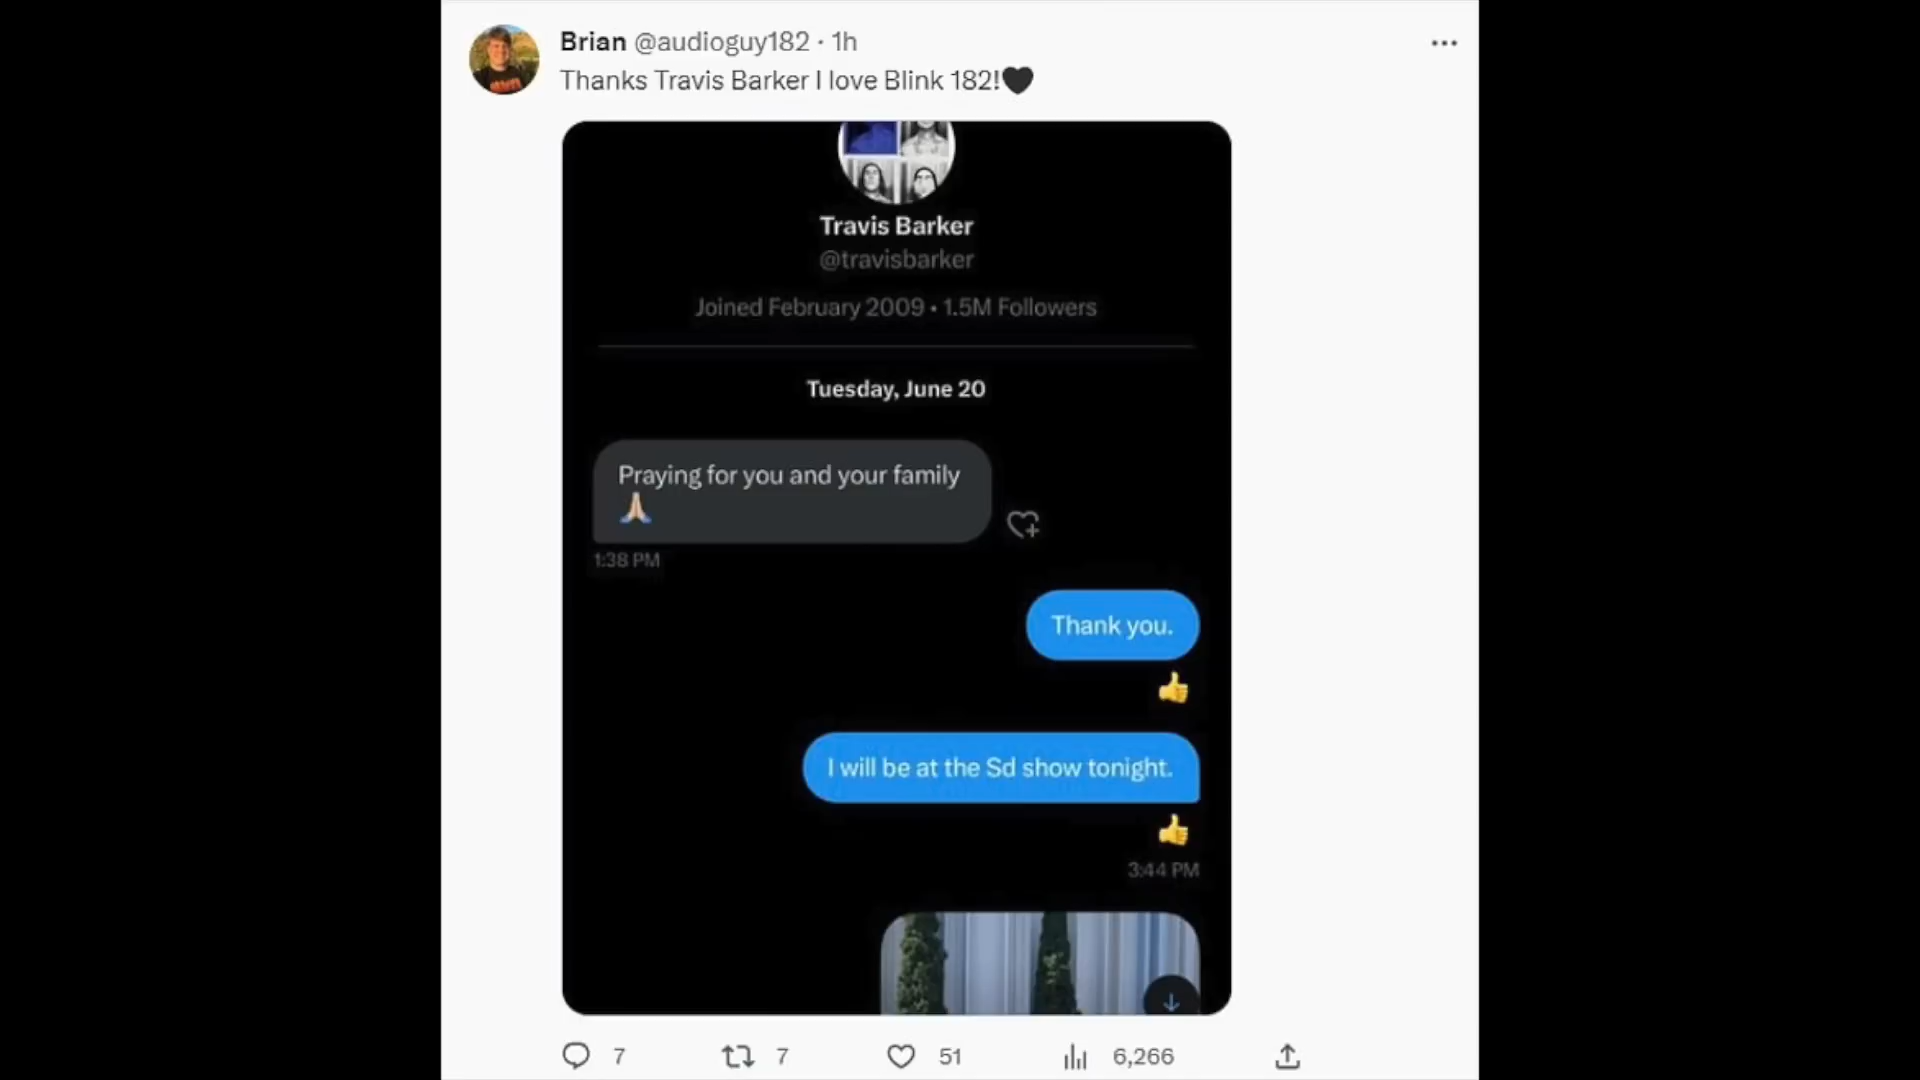 Brian @audioguy182 · 1h
Thanks Travis Barker I love Blink 182!🖤
Travis Barker
@travisbarker
Joined February 2009 • 1.5M Followers
Tuesday, June 20
Praying for you and your family
🙏🏼
1:38 PM
Thank you.
👍
I will be at the Sd show tonight.
👍
3:44 PM
7 7 51 6,266